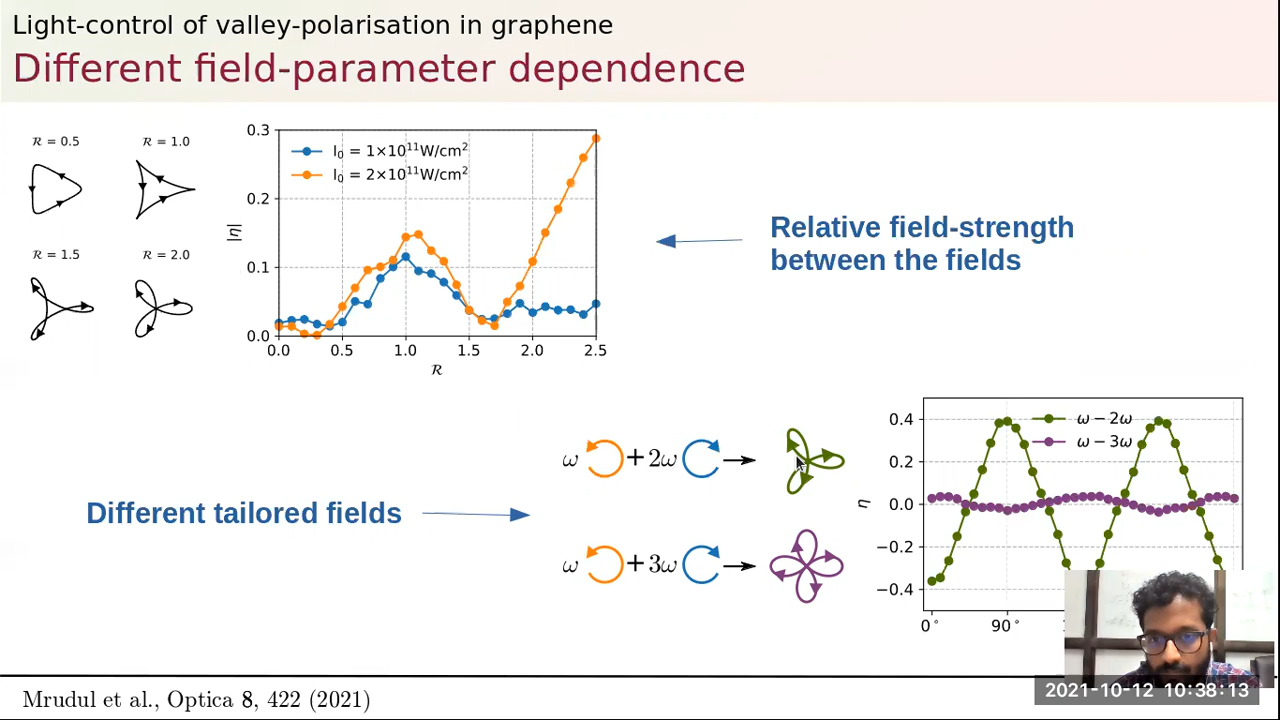 Light-control of valley-polarisation in graphene
Different field-parameter dependence
ℛ = 0.5
ℛ = 1.0
ℛ = 1.5
ℛ = 2.0
I₀ = 1×10¹¹W/cm²
I₀ = 2×10¹¹W/cm²
0.3
0.2
0.1
0.0
|η|
0.0 0.5 1.0 1.5 2.0 2.5
ℛ
Relative field-strength
between the fields
Different tailored fields
ω + 2ω
ω + 3ω
ω − 2ω
ω − 3ω
0.4
0.2
0.0
−0.2
−0.4
η
0° 90°
Mrudul et al., Optica 8, 422 (2021)
2021-10-12 10:38:13